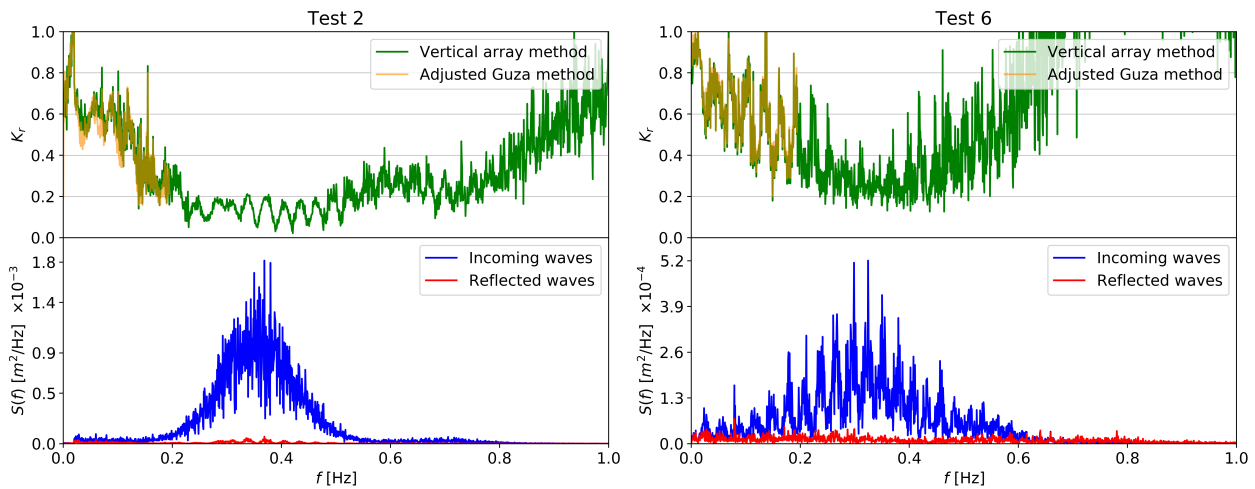 Test 2
1.0
0.8
0.6
0.4
0.2
0.0
K_r
Vertical array method
Adjusted Guza method
1.8
1.4
0.9
0.5
0.0
S(f) [m²/Hz] ×10⁻³
Incoming waves
Reflected waves
0.0 0.2 0.4 0.6 0.8 1.0
f [Hz]
Test 6
1.0
0.8
0.6
0.4
0.2
0.0
K_r
Vertical array method
Adjusted Guza method
5.2
3.9
2.6
1.3
0.0
S(f) [m²/Hz] ×10⁻⁴
Incoming waves
Reflected waves
0.0 0.2 0.4 0.6 0.8 1.0
f [Hz]